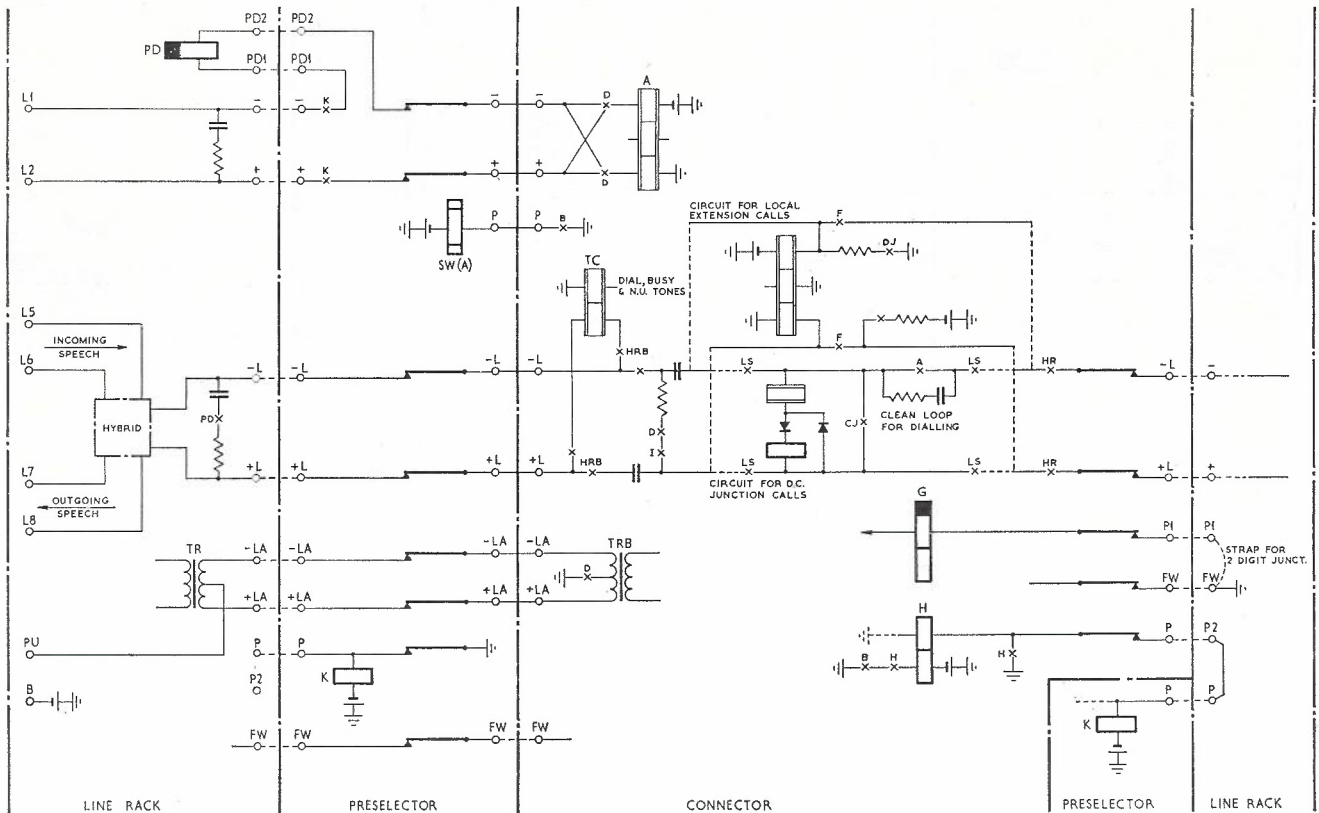 PD2 PD2
PD
PD1 PD1
L1 − − K − − D A
L2 + + K + + D
P P B
SW(A)
CIRCUIT FOR LOCAL
EXTENSION CALLS
F
DJ
TC
DIAL, BUSY
& N.U. TONES
L5
INCOMING
SPEECH
L6
HYBRID
-L -L -L -L
HRB
F
LS A LS HR -L −
PD
D
I
CJ
CLEAN LOOP
FOR DIALLING
L7
+L +L +L +L
HRB
LS LS HR +L +
CIRCUIT FOR D.C.
JUNCTION CALLS
OUTGOING
SPEECH
L8
G
P1 P1
STRAP FOR
2 DIGIT JUNCT.
FW FW
TR -LA -LA -LA -LA TRB
D
+LA +LA +LA +LA
H
P P2
B H H
PU P P
K
P2
B
P P
K
FW FW FW FW
LINE RACK PRESELECTOR CONNECTOR PRESELECTOR LINE RACK